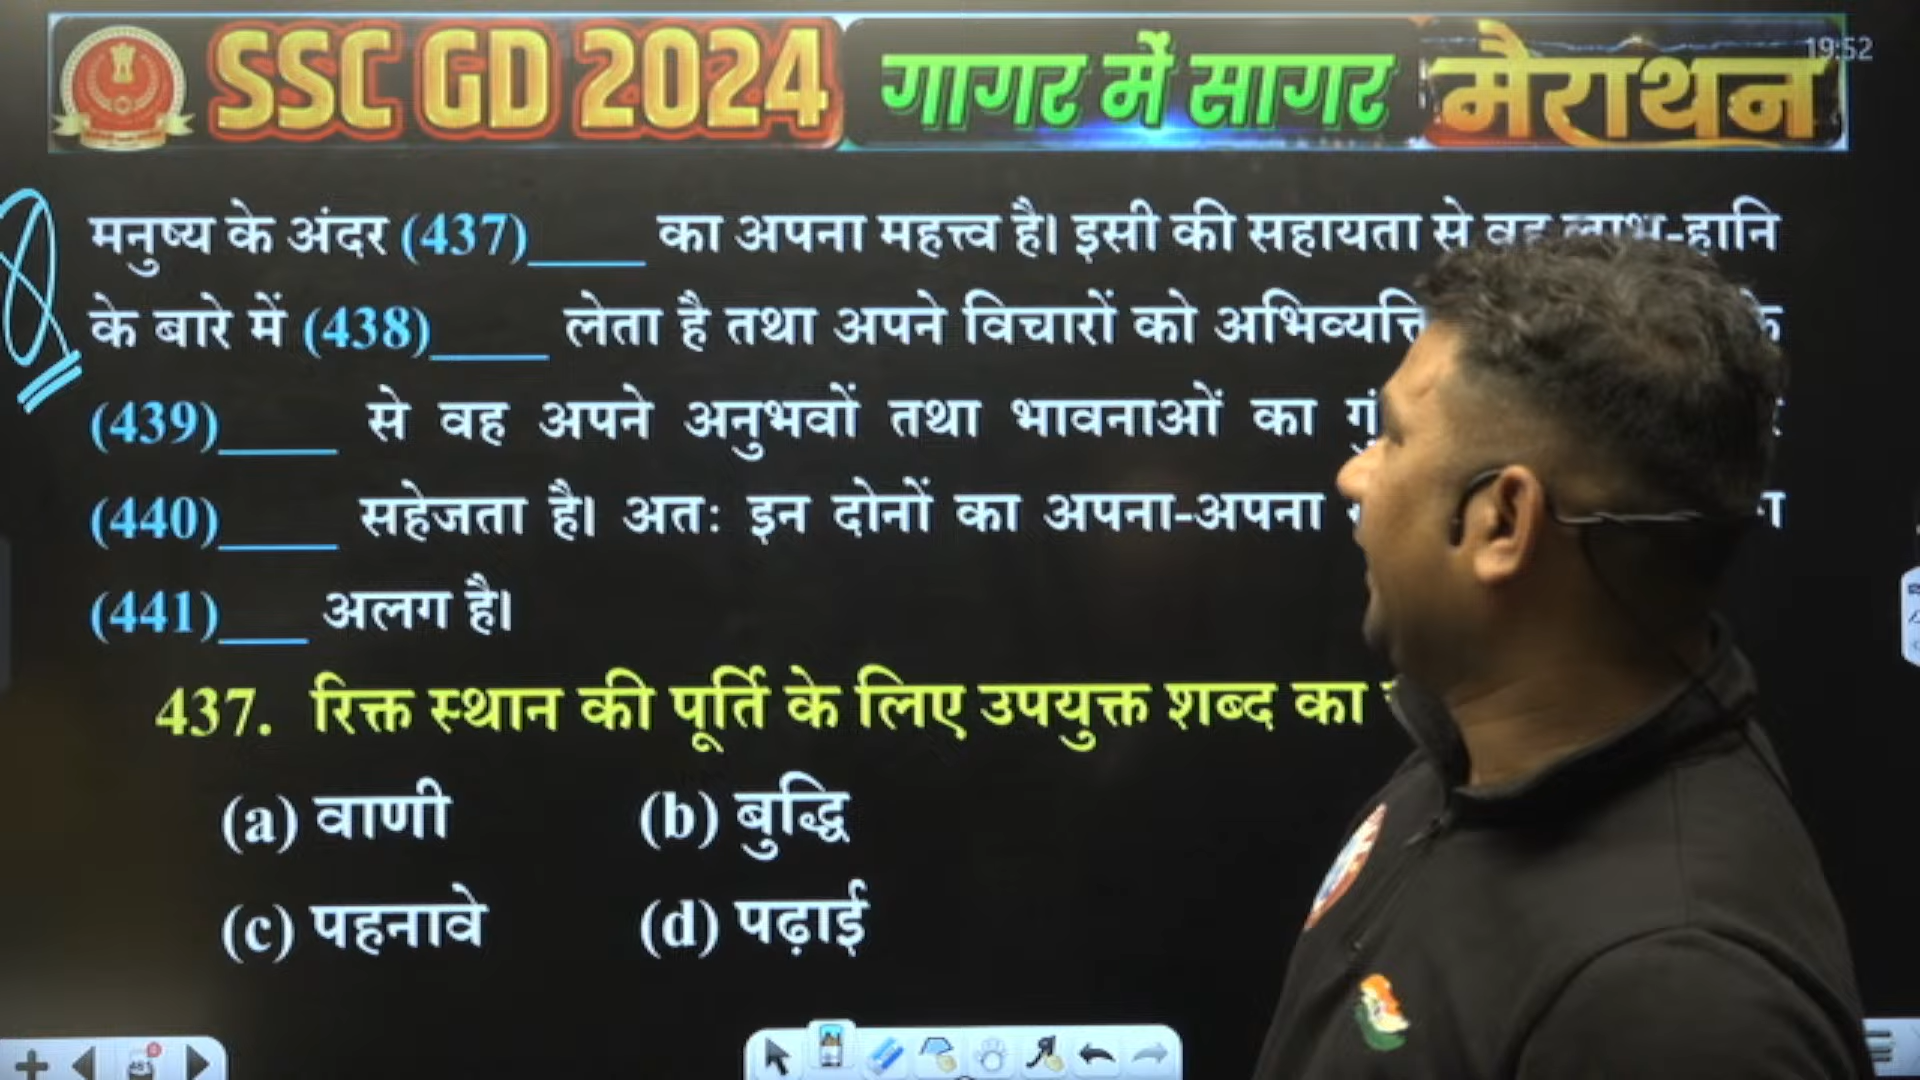 SSC GD 2024 गागर में सागर मैराथन
19:52
मनुष्य के अंदर (437)____ का अपना महत्त्व है। इसी की सहायता से वह लाभ-हानि
के बारे में (438)____ लेता है तथा अपने विचारों को
(439)____ से वह अपने अनुभवों तथा भावनाओं का
(440)____ सहेजता है। अतः इन दोनों का अपना-अपना
(441)___ अलग है।
437. रिक्त स्थान की पूर्ति के लिए उपयुक्त शब्द का
(a) वाणी (b) बुद्धि
(c) पहनावे (d) पढ़ाई